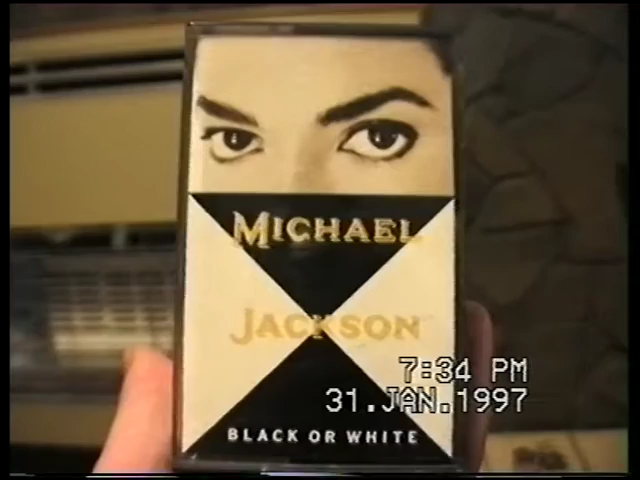 MICHAEL
JACKSON
7:34 PM
31.JAN.1997
BLACK OR WHITE